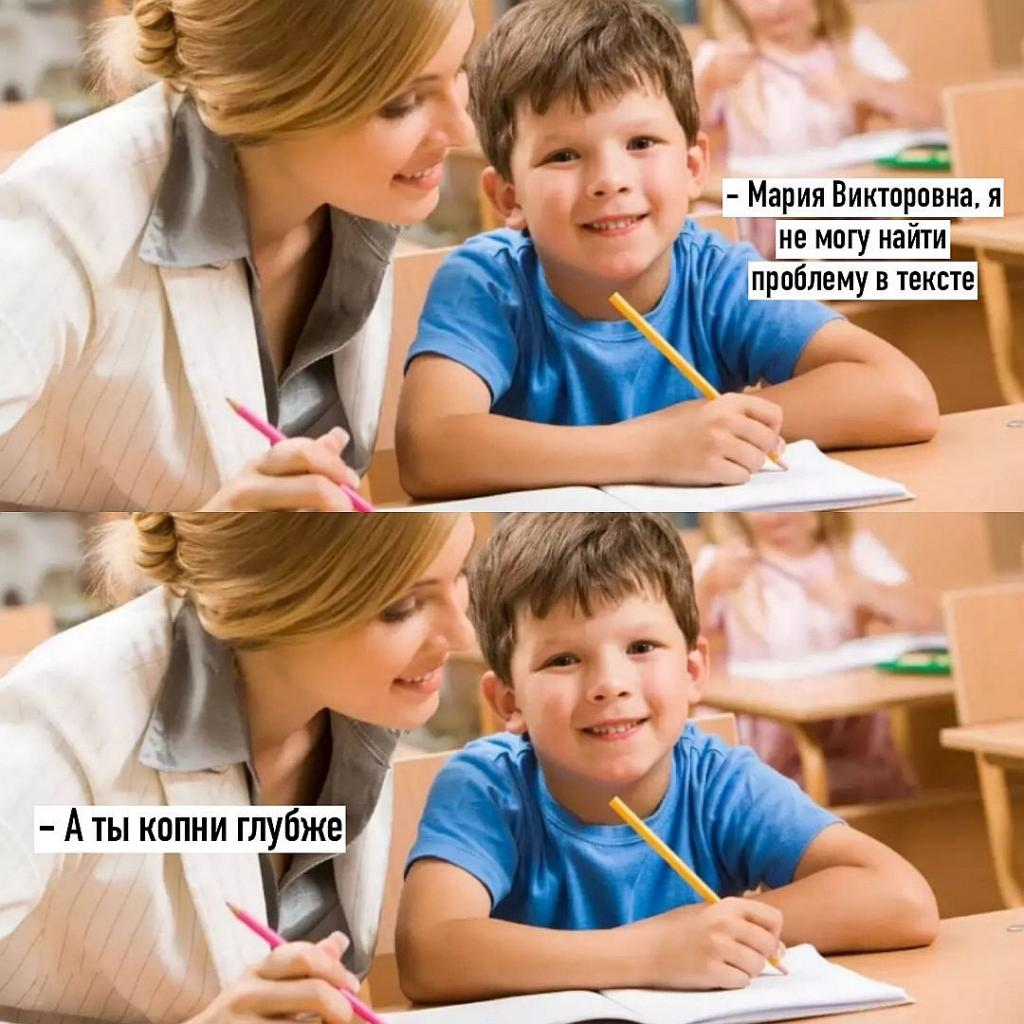 - Мария Викторовна, я
не могу найти
проблему в тексте
- А ты копни глубже